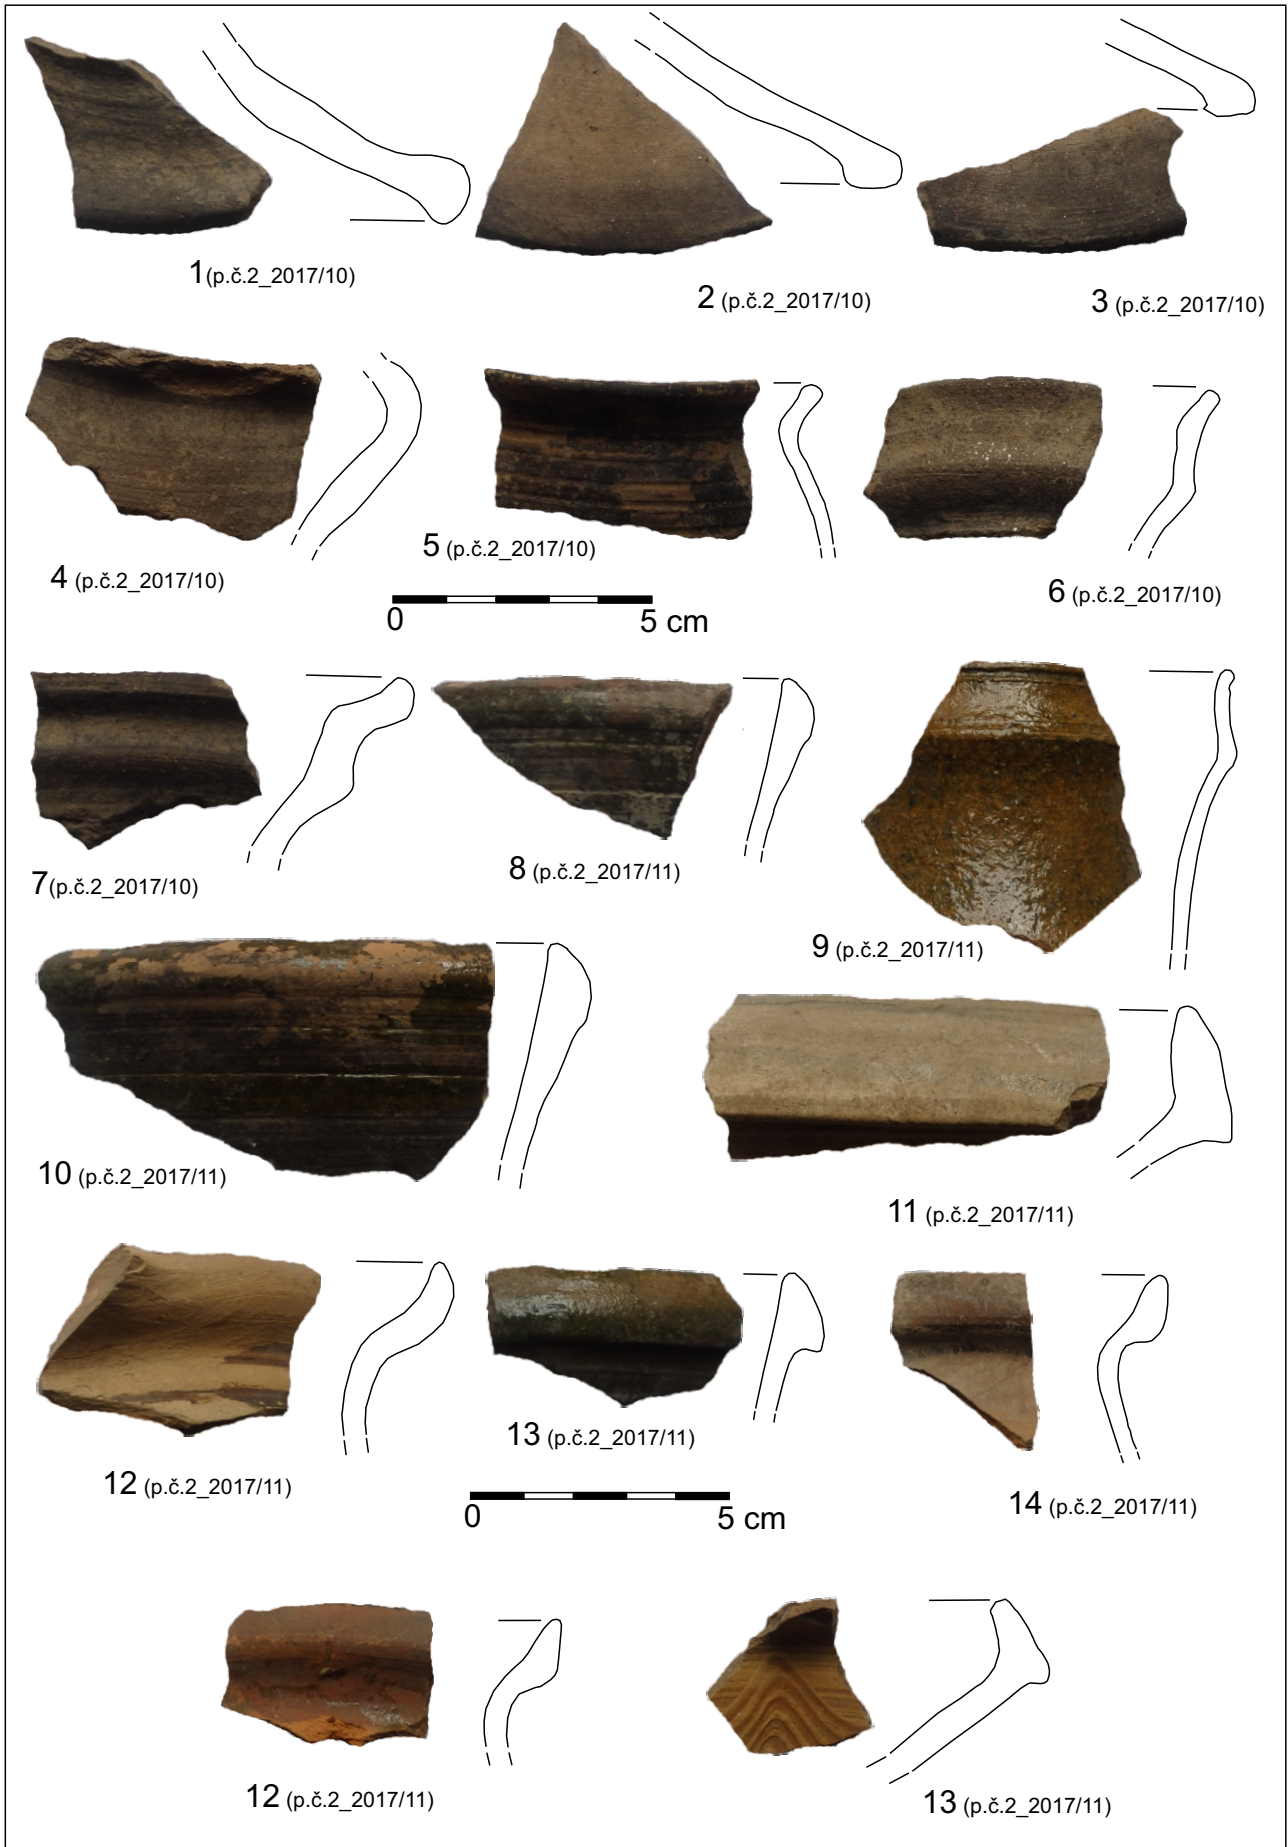 1(p.č.2_2017/10)
2 (p.č.2_2017/10)
3 (p.č.2_2017/10)
4 (p.č.2_2017/10)
5 (p.č.2_2017/10)
6 (p.č.2_2017/10)
0 5 cm
7(p.č.2_2017/10)
8 (p.č.2_2017/11)
9 (p.č.2_2017/11)
10 (p.č.2_2017/11)
11 (p.č.2_2017/11)
12 (p.č.2_2017/11)
13 (p.č.2_2017/11)
14 (p.č.2_2017/11)
0 5 cm
12 (p.č.2_2017/11)
13 (p.č.2_2017/11)